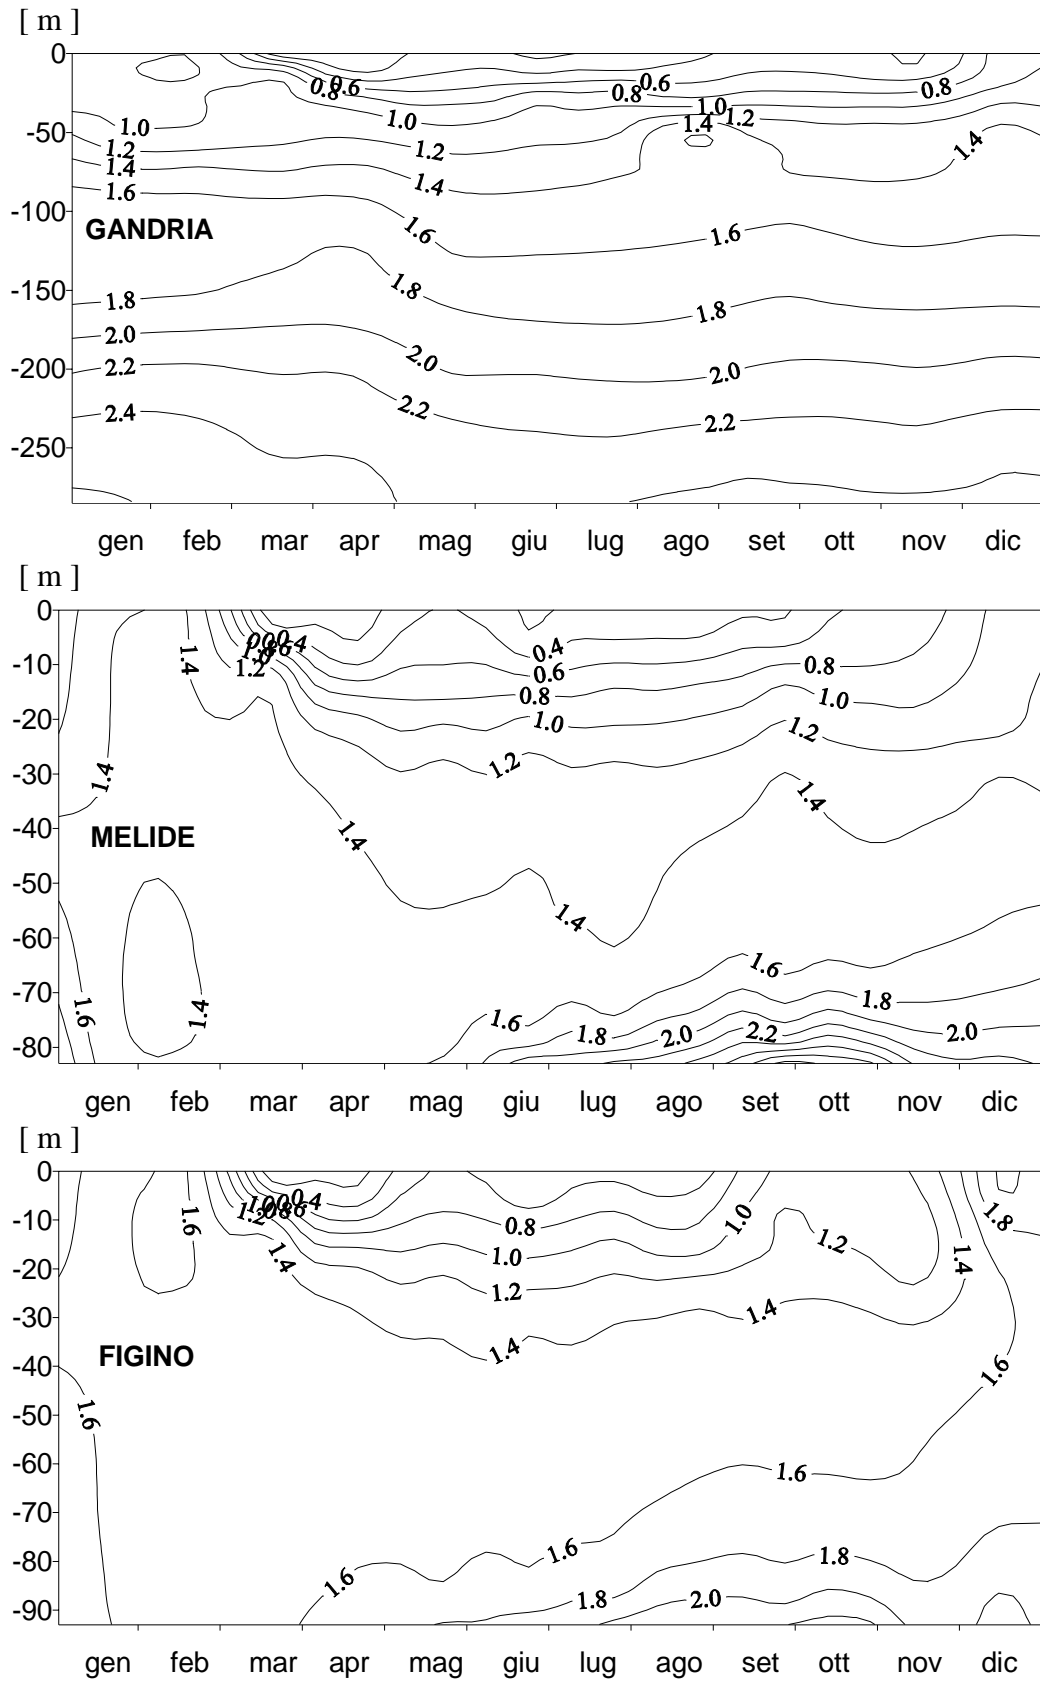 [ m ]
0
0.6 0.6
0.8 0.8 0.8
1.0 1.0 1.0
-50
1.2 1.2 1.4 1.2 1.4
1.4 1.4
1.6
-100
GANDRIA 1.6 1.6
-150
1.8 1.8 1.8
2.0 2.0 2.0
-200
2.2 2.2 2.2
2.4
-250
gen feb mar apr mag giu lug ago set ott nov dic
[ m ]
0
0.4
-10 1.4 1.2 0.6 0.8
0.8 1.0
-20 1.0 1.2
1.2
-30 1.4 1.4
-40 MELIDE 1.4
-50
1.4
-60
1.6
-70 1.6 1.4 1.6 1.8
-80 1.8 2.0 2.2 2.0
gen feb mar apr mag giu lug ago set ott nov dic
[ m ]
0
-10 1.6 1.2 0.8 1.0 1.8
1.4 1.0 1.2 1.4
-20
1.2
-30 1.4
1.4
-40 FIGINO 1.6
-50 1.6
-60 1.6
-70
-80 1.6 1.6 1.8
-90 1.8 2.0
gen feb mar apr mag giu lug ago set ott nov dic